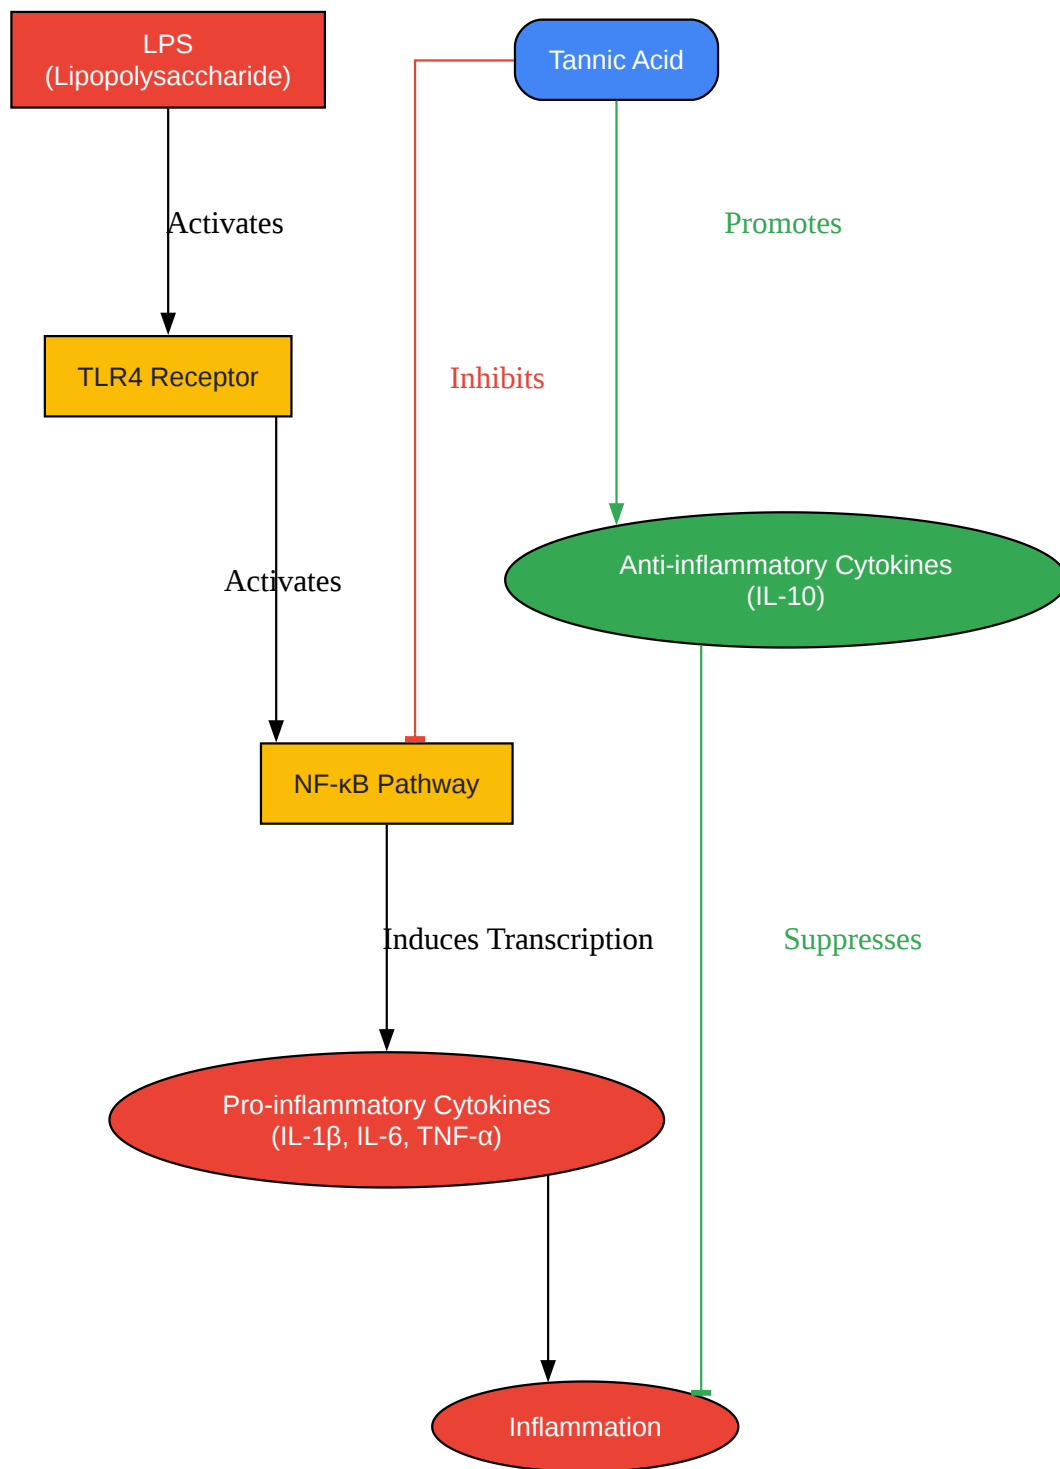 LPS
(Lipopolysaccharide)
Tannic Acid
Activates
Promotes
TLR4 Receptor
Inhibits
Anti-inflammatory Cytokines
(IL-10)
Activates
NF-κB Pathway
Induces Transcription
Suppresses
Pro-inflammatory Cytokines
(IL-1β, IL-6, TNF-α)
Inflammation